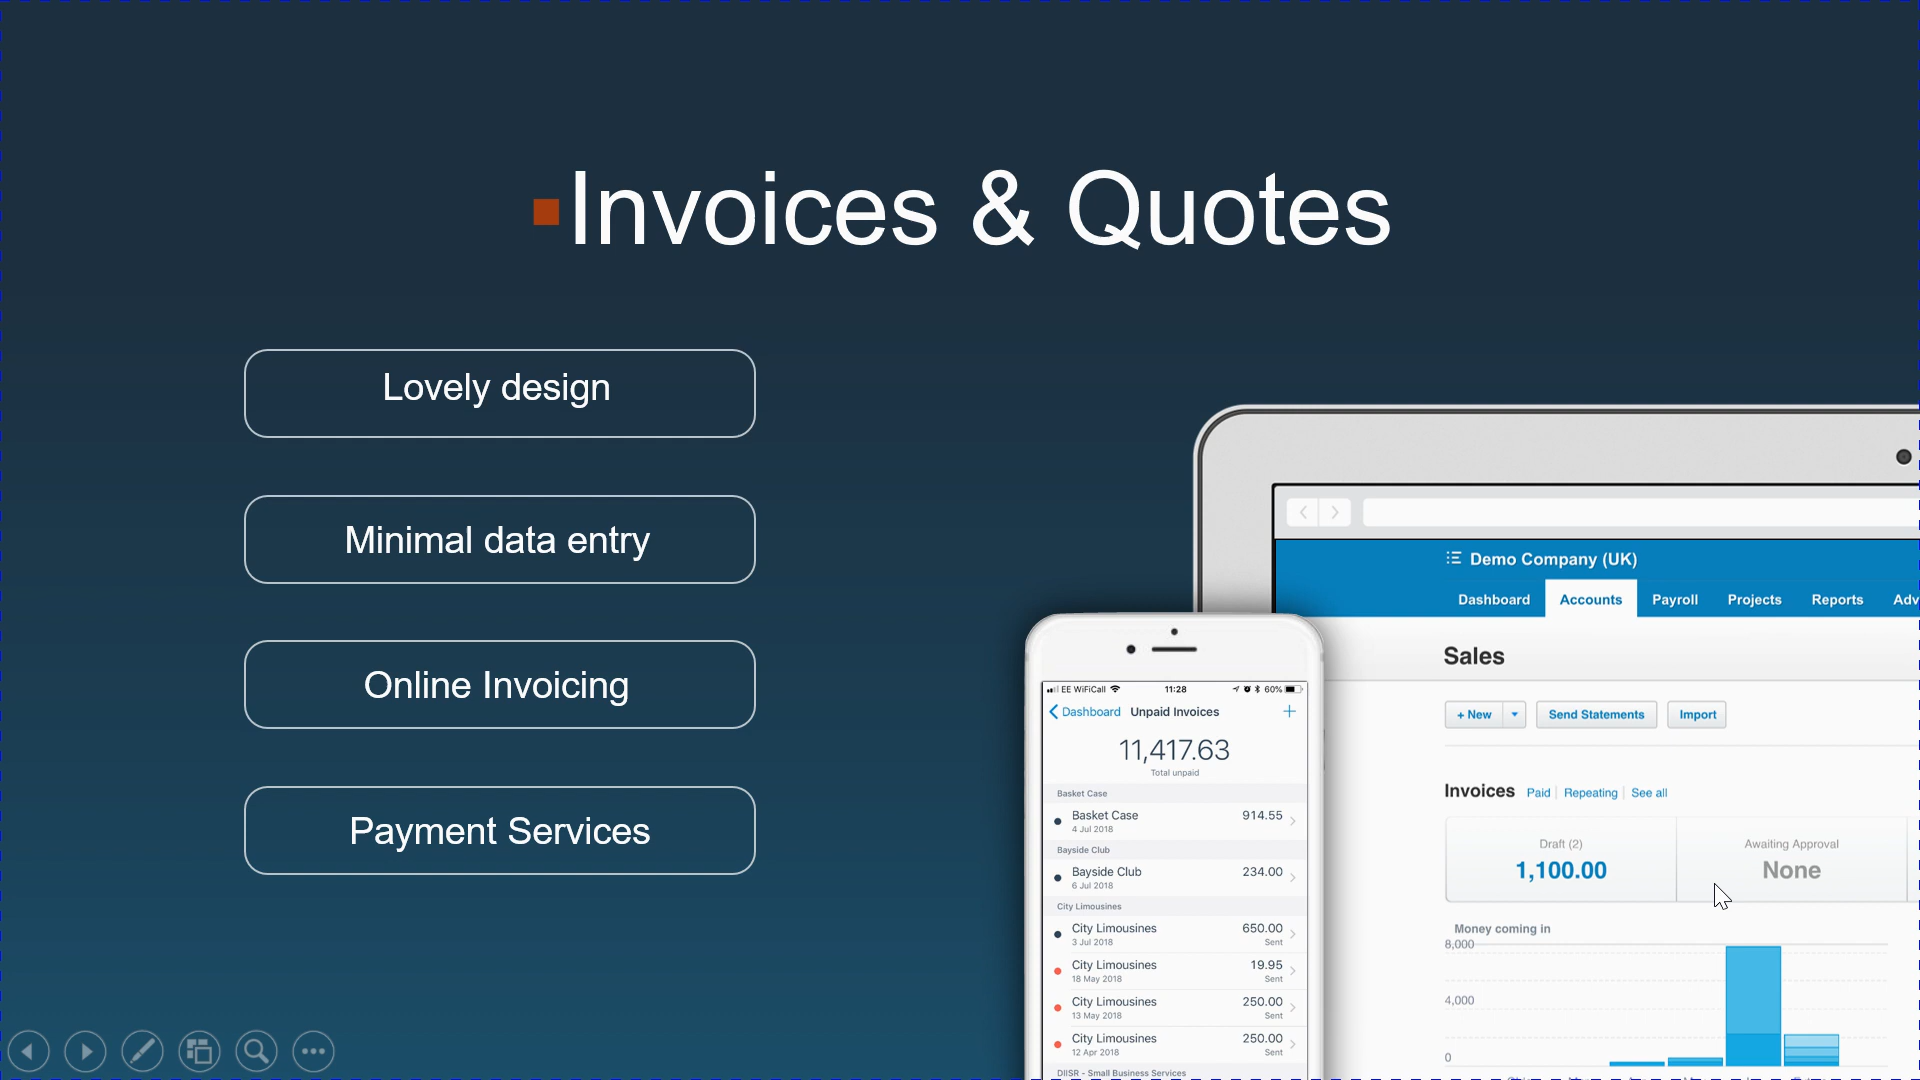 Invoices & Quotes
Lovely design
Minimal data entry
Online Invoicing
Payment Services
Demo Company (UK)
Dashboard Accounts Payroll Projects Reports
Sales
+ New Send Statements Import
Invoices Paid Repeating See all
Draft (2) Awaiting Approval
1,100.00 None
Money coming in
8,000
4,000
0
EE WiFiCall 11:28 60%
Dashboard Unpaid Invoices +
11,417.63
Total unpaid
Basket Case
Basket Case 914.55
4 Jul 2018
Bayside Club
Bayside Club 234.00
6 Jul 2018
City Limousines
City Limousines 650.00
3 Jul 2018 Sent
City Limousines 19.95
18 May 2018 Sent
City Limousines 250.00
13 May 2018 Sent
City Limousines 250.00
12 Apr 2018 Sent
DIISR - Small Business Services